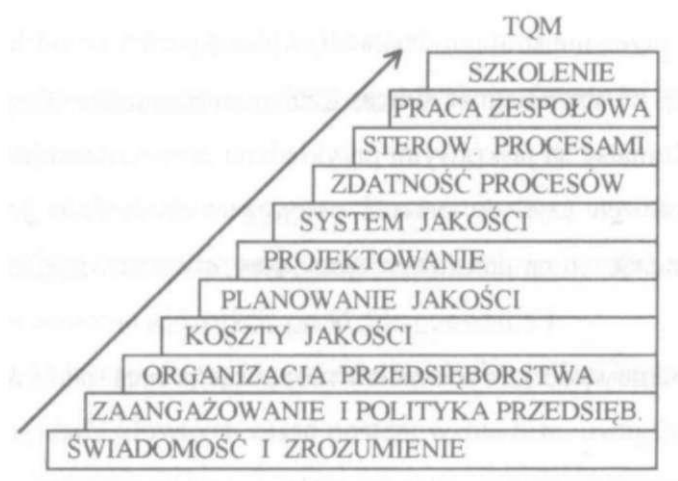 TQM
SZKOLENIE
PRACA ZESPOŁOWA
STEROW. PROCESAMI
ZDATNOŚĆ PROCESÓW
SYSTEM JAKOŚCI
PROJEKTOWANIE
PLANOWANIE JAKOŚCI
KOSZTY JAKOŚCI
ORGANIZACJA PRZEDSIĘBORSTWA
ZAANGAŻOWANIE I POLITYKA PRZEDSIĘB.
ŚWIADOMOŚĆ I ZROZUMIENIE